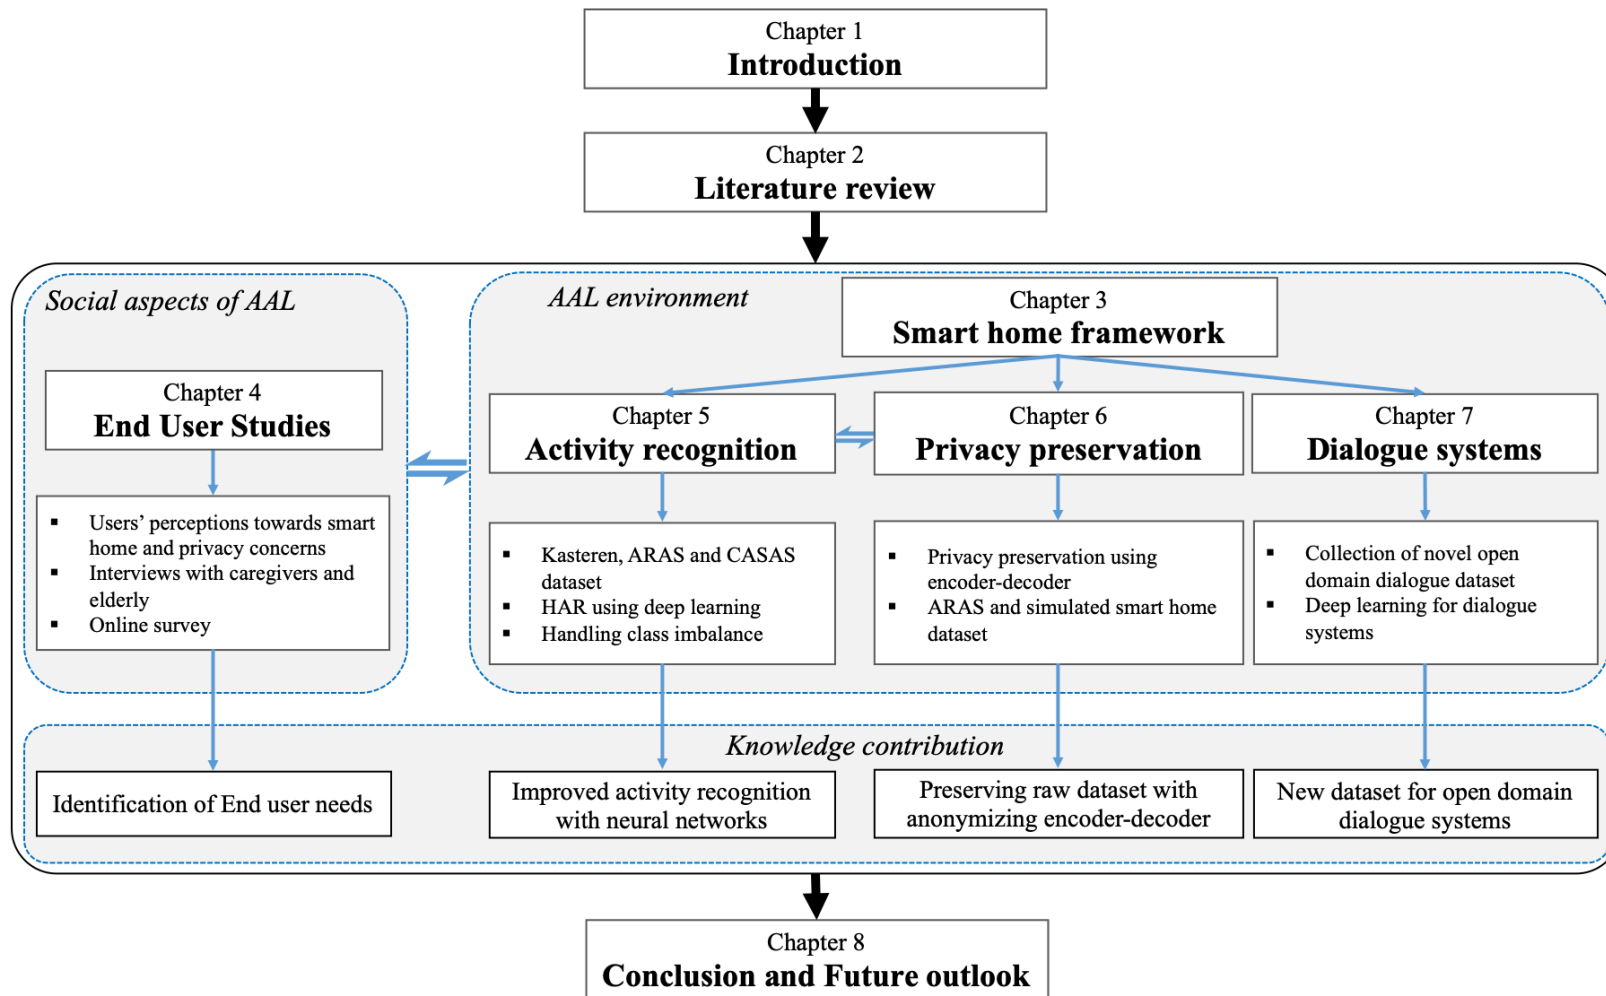 Chapter 1
Introduction
Chapter 2
Literature review
Social aspects of AAL
AAL environment
Chapter 3
Smart home framework
Chapter 4
End User Studies
Chapter 5
Activity recognition
Chapter 6
Privacy preservation
Chapter 7
Dialogue systems
▪ Users’ perceptions towards smart
home and privacy concerns
▪ Interviews with caregivers and
elderly
▪ Online survey
▪ Kasteren, ARAS and CASAS
dataset
▪ HAR using deep learning
▪ Handling class imbalance
▪ Privacy preservation using
encoder-decoder
▪ ARAS and simulated smart home
dataset
▪ Collection of novel open
domain dialogue dataset
▪ Deep learning for dialogue
systems
Knowledge contribution
Identification of End user needs
Improved activity recognition
with neural networks
Preserving raw dataset with
anonymizing encoder-decoder
New dataset for open domain
dialogue systems
Chapter 8
Conclusion and Future outlook